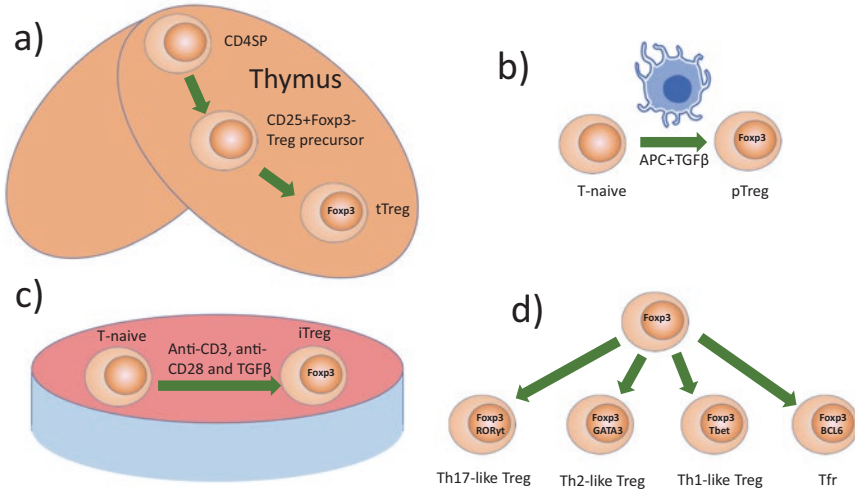 a)
CD4SP
Thymus
CD25+Foxp3-
Treg precursor
Foxp3
tTreg
b)
Foxp3
APC+TGFβ
T-naive
pTreg
c)
T-naive
iTreg
Anti-CD3, anti-
CD28 and TGFβ
Foxp3
d)
Foxp3
Foxp3
RORγt
Foxp3
GATA3
Foxp3
Tbet
Foxp3
BCL6
Th17-like Treg
Th2-like Treg
Th1-like Treg
Tfr